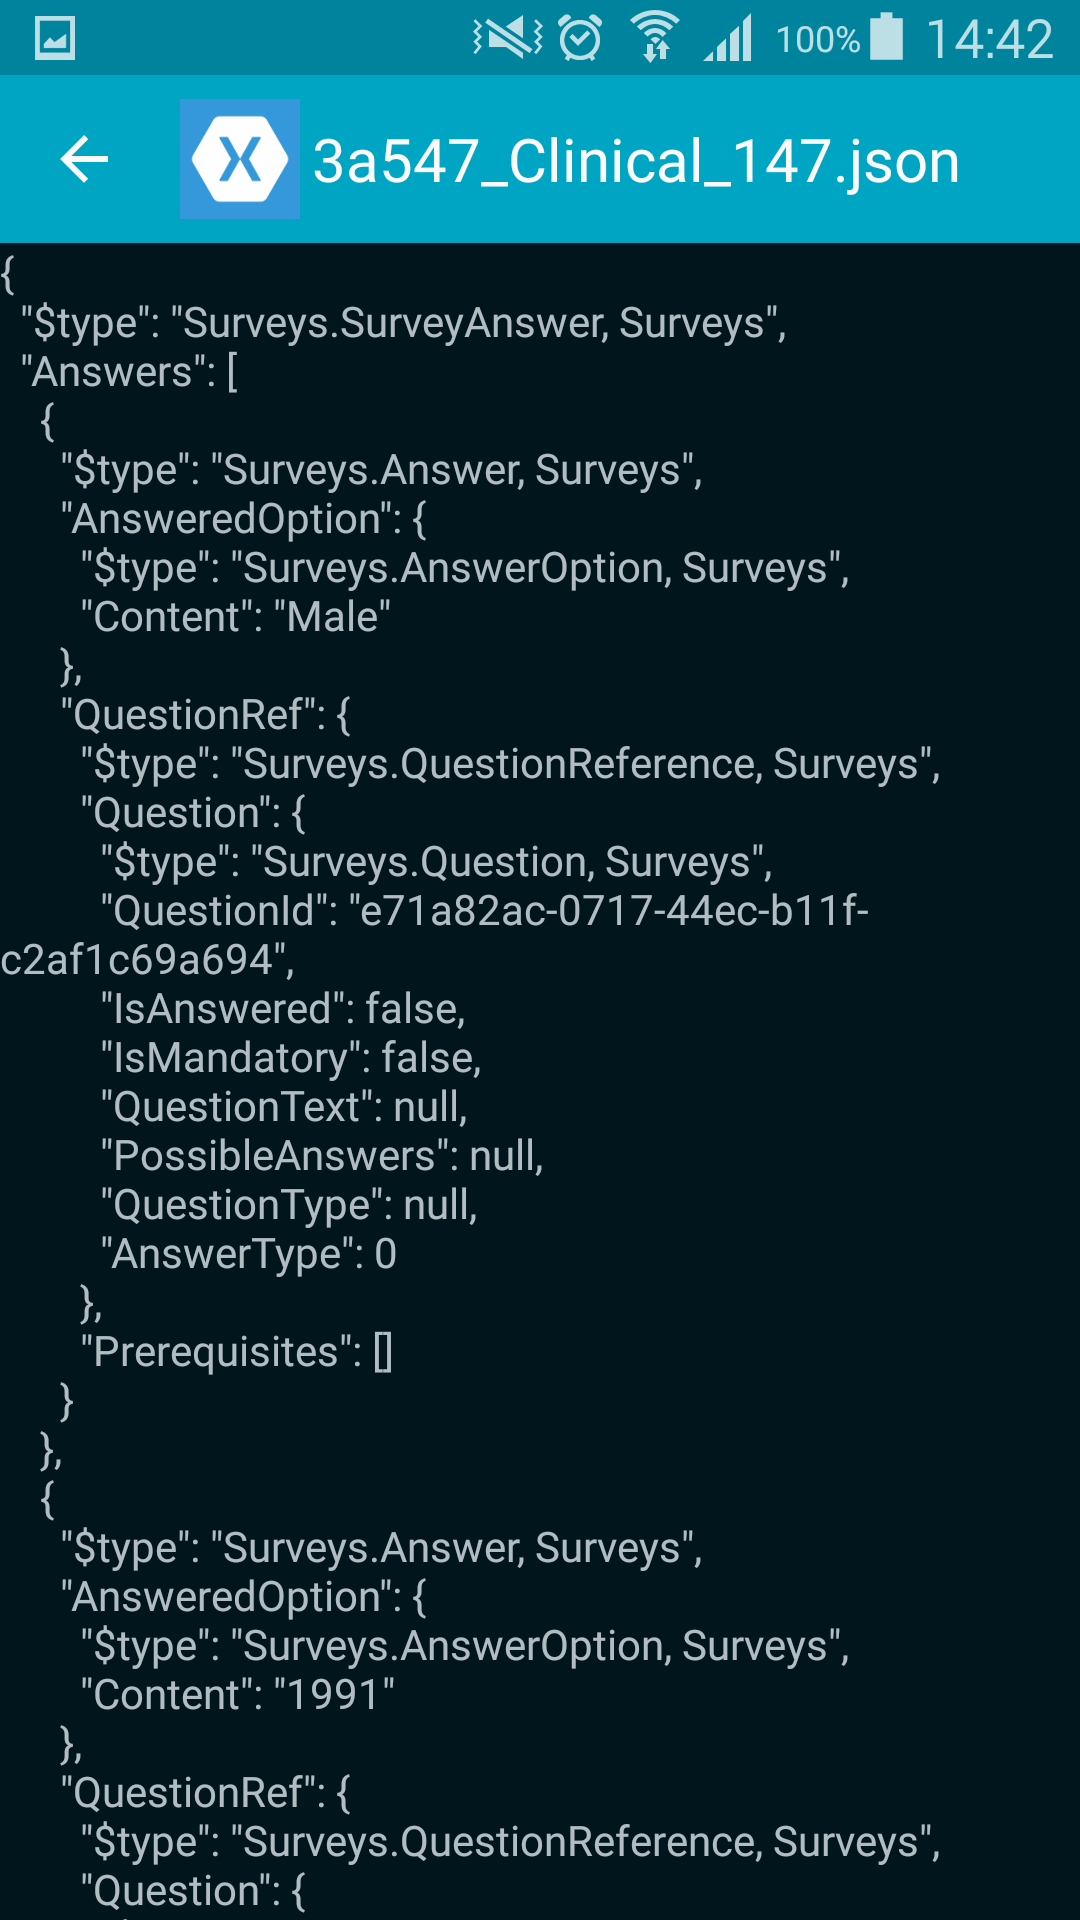 100% 14:42
3a547_Clinical_147.json
{
"$type": "Surveys.SurveyAnswer, Surveys",
"Answers": [
{
"$type": "Surveys.Answer, Surveys",
"AnsweredOption": {
"$type": "Surveys.AnswerOption, Surveys",
"Content": "Male"
},
"QuestionRef": {
"$type": "Surveys.QuestionReference, Surveys",
"Question": {
"$type": "Surveys.Question, Surveys",
"QuestionId": "e71a82ac-0717-44ec-b11f-
c2af1c69a694",
"IsAnswered": false,
"IsMandatory": false,
"QuestionText": null,
"PossibleAnswers": null,
"QuestionType": null,
"AnswerType": 0
},
"Prerequisites": []
}
},
{
"$type": "Surveys.Answer, Surveys",
"AnsweredOption": {
"$type": "Surveys.AnswerOption, Surveys",
"Content": "1991"
},
"QuestionRef": {
"$type": "Surveys.QuestionReference, Surveys",
"Question": {